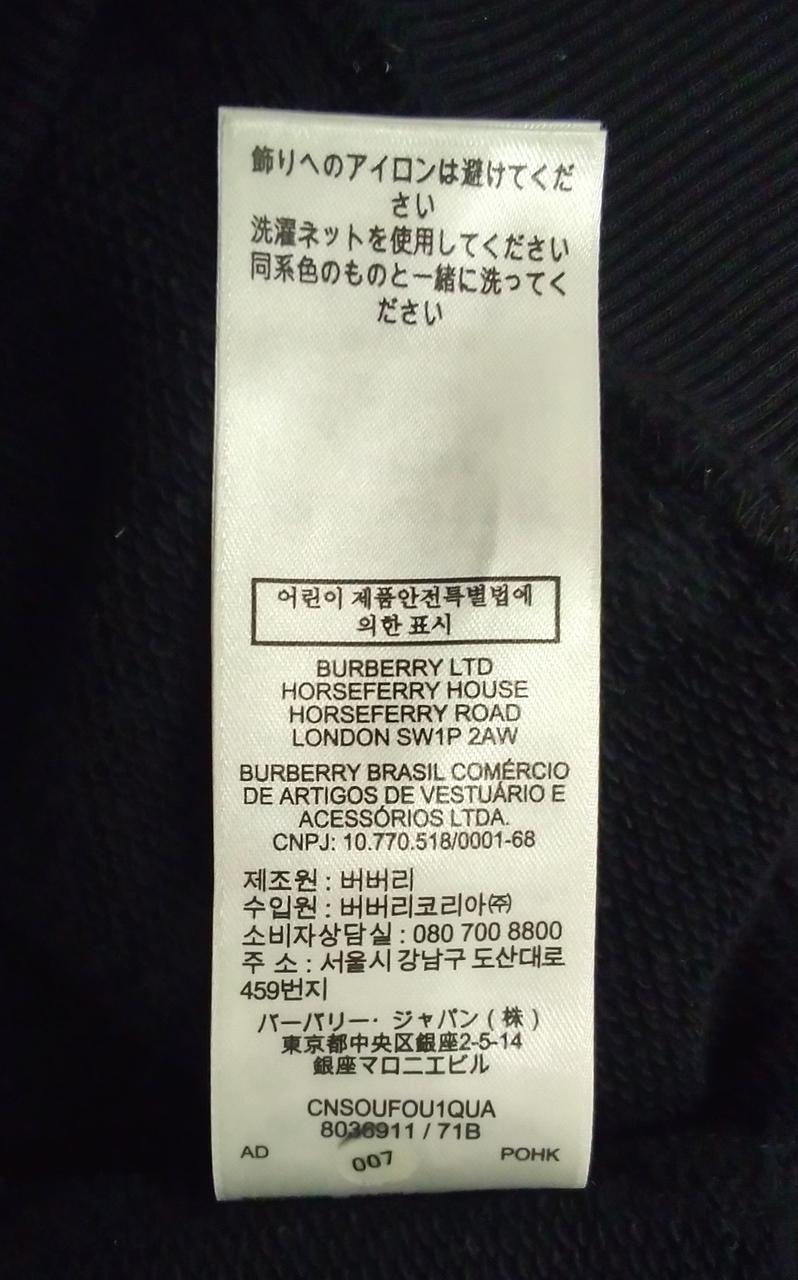 飾りへのアイロンは避けてくだ
さい
洗濯ネットを使用してください
同系色のものと一緒に洗ってく
ださい
어린이 제품안전특별법에
의한 표시
BURBERRY LTD
HORSEFERRY HOUSE
HORSEFERRY ROAD
LONDON SW1P 2AW
BURBERRY BRASIL COMÉRCIO
DE ARTIGOS DE VESTUÁRIO E
ACESSÓRIOS LTDA.
CNPJ: 10.770.518/0001-68
제조원 : 버버리
수입원 : 버버리코리아㈜
소비자상담실 : 080 700 8800
주 소 : 서울시 강남구 도산대로
459번지
バーバリー・ジャパン ( 株 )
東京都中央区銀座2-5-14
銀座マロニエビル
CNSOUFOU1QUA
8036911 / 71B
AD
007
POHK